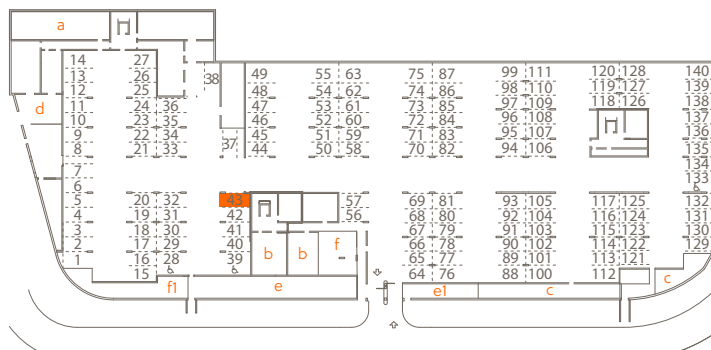 a
14 27 49 55 63 75 87 99 111 120 128 140
13 26 38 48 54 62 74 86 98 110 119 127 139
12 25 47 53 61 73 85 97 109 118 126 138
d 11 24 36 46 52 60 72 84 96 108 137
10 23 35 45 51 59 71 83 95 107 136
9 22 34 37 44 50 58 70 82 94 106 135
8 21 33 134
7 133
6
5 20 32 43 57 69 81 93 105 117 125 132
4 19 31 42 56 68 80 92 104 116 124 131
3 18 30 41 67 79 91 103 115 123 130
2 17 29 40 f 66 78 90 102 114 122 129
1 16 28 39 b b 65 77 89 101 113 121
15 64 76 88 100 112 c
f1 e e1 c